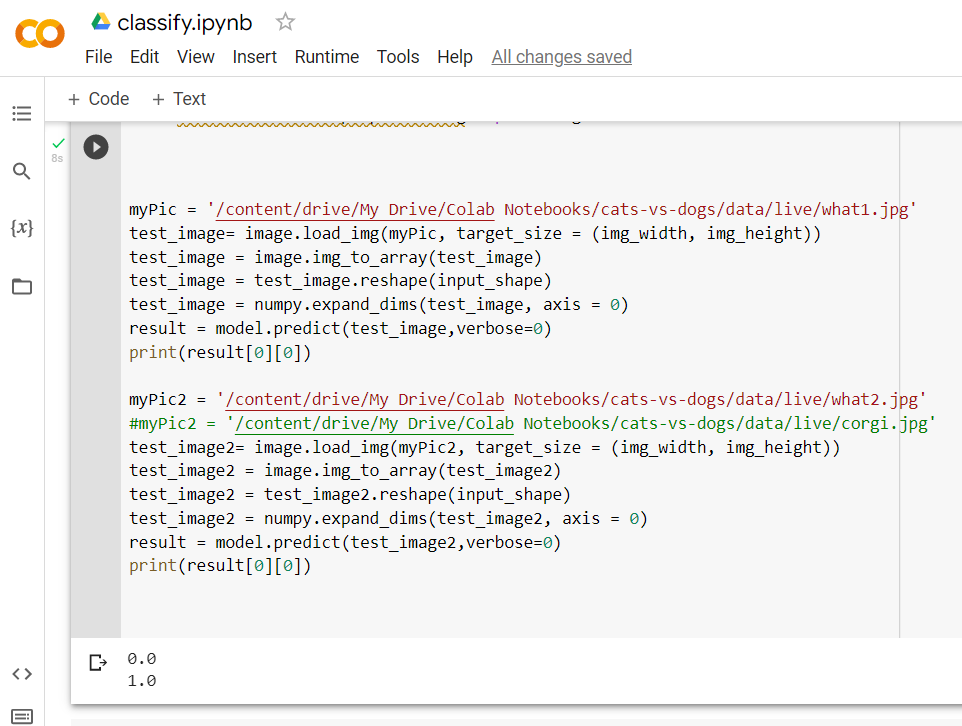 classify.ipynb
File Edit View Insert Runtime Tools Help All changes saved
+ Code + Text
8s
myPic = '/content/drive/My Drive/Colab Notebooks/cats-vs-dogs/data/live/what1.jpg'
test_image= image.load_img(myPic, target_size = (img_width, img_height))
test_image = image.img_to_array(test_image)
test_image = test_image.reshape(input_shape)
test_image = numpy.expand_dims(test_image, axis = 0)
result = model.predict(test_image,verbose=0)
print(result[0][0])
myPic2 = '/content/drive/My Drive/Colab Notebooks/cats-vs-dogs/data/live/what2.jpg'
#myPic2 = '/content/drive/My Drive/Colab Notebooks/cats-vs-dogs/data/live/corgi.jpg'
test_image2= image.load_img(myPic2, target_size = (img_width, img_height))
test_image2 = image.img_to_array(test_image2)
test_image2 = test_image2.reshape(input_shape)
test_image2 = numpy.expand_dims(test_image2, axis = 0)
result = model.predict(test_image2,verbose=0)
print(result[0][0])
0.0
1.0